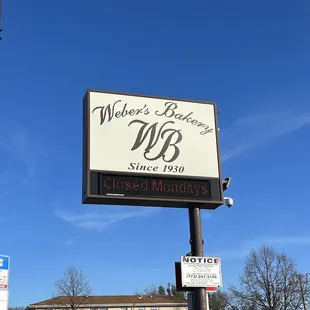 Weber's Bakery
WB
Since 1930
Closed Mondays
NOTICE